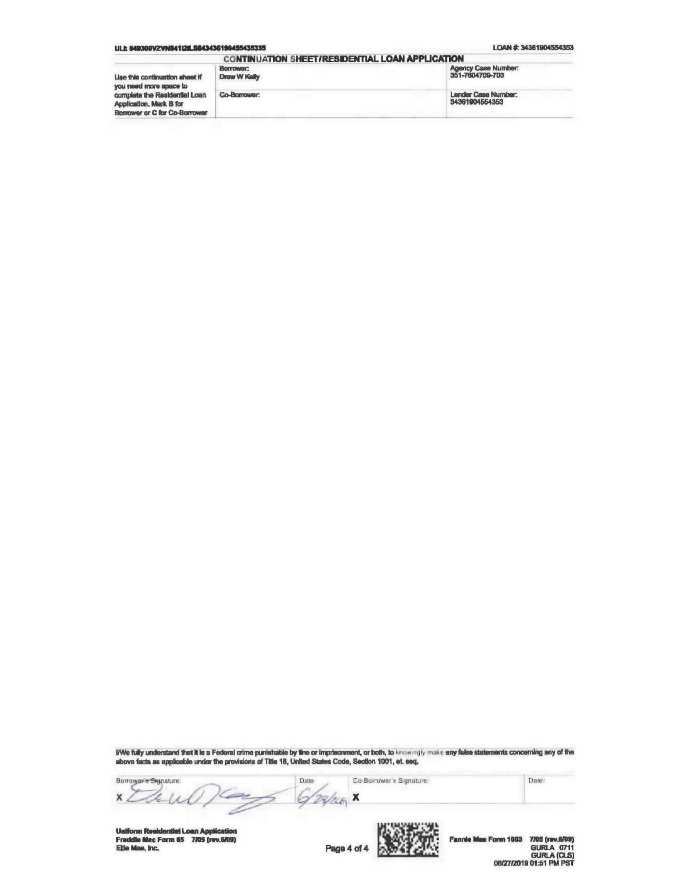 LOAN #: 34361904554353
CONTINUATION SHEET/RESIDENTIAL LOAN APPLICATION
Use this continuation sheet if
you need more space to
complete the Residential Loan
Application. Mark B for
Borrower or C for Co-Borrower
Borrower:
Drew W Kelly
Agency Case Number:
351-7604709-703
Co-Borrower:
Lender Case Number:
34361904554353
I/We fully understand that it is a Federal crime punishable by fine or imprisonment, or both, to knowingly make any false statements concerning any of the
above facts as applicable under the provisions of Title 18, United States Code, Section 1001, et. seq.
Borrower's Signature:
X
Date
Co-Borrower's Signature:
X
Date:
Uniform Residential Loan Application
Freddie Mac Form 65 7/05 (rev.6/09)
Ellie Mae, Inc.
Page 4 of 4
Fannie Mae Form 1003 7/05 (rev.6/09)
GURLA 0711
GURLA (CLS)
06/27/2019 01:51 PM PST